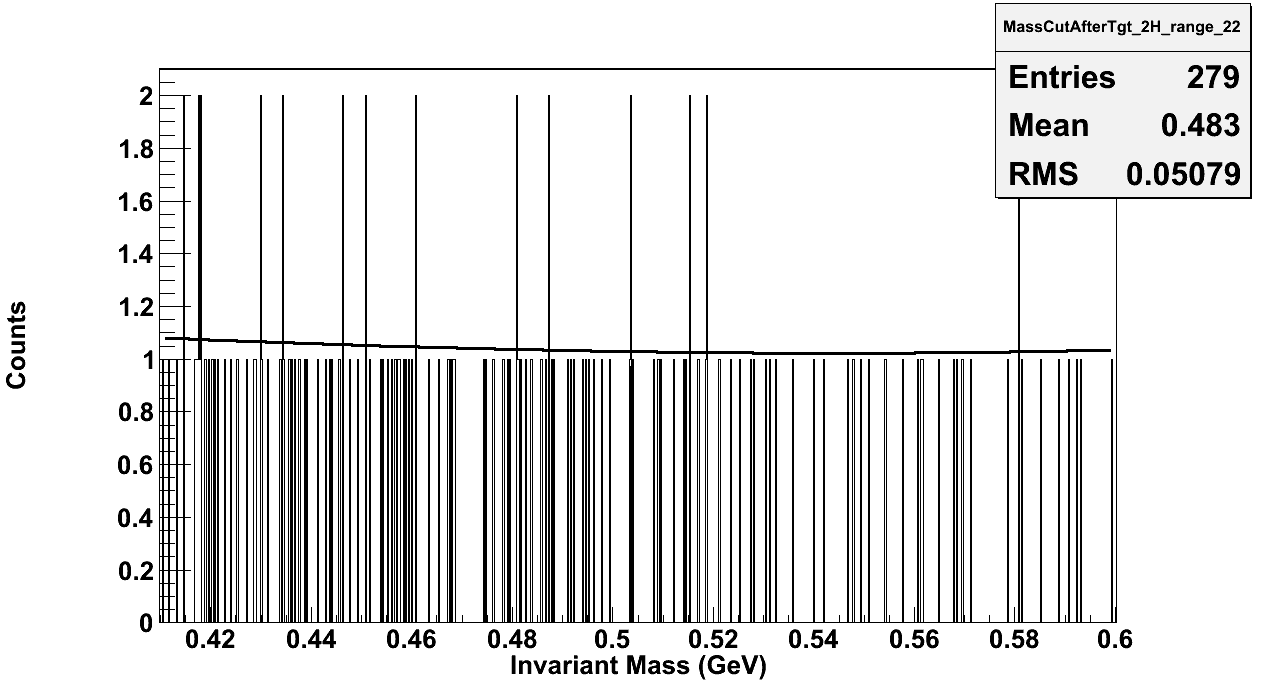 MassCutAfterTgt_2H_range_22
Entries 279
Mean 0.483
RMS 0.05079
Counts
2
1.8
1.6
1.4
1.2
1
0.8
0.6
0.4
0.2
0
0.42 0.44 0.46 0.48 0.5 0.52 0.54 0.56 0.58 0.6
Invariant Mass (GeV)